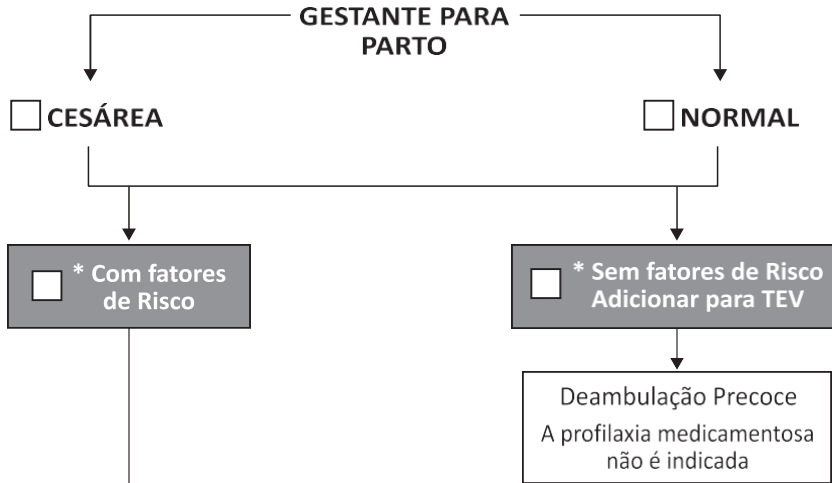 GESTANTE PARA
PARTO
CESÁREA
NORMAL
* Com fatores
de Risco
* Sem fatores de Risco
Adicionar para TEV
Deambulação Precoce
A profilaxia medicamentosa
não é indicada